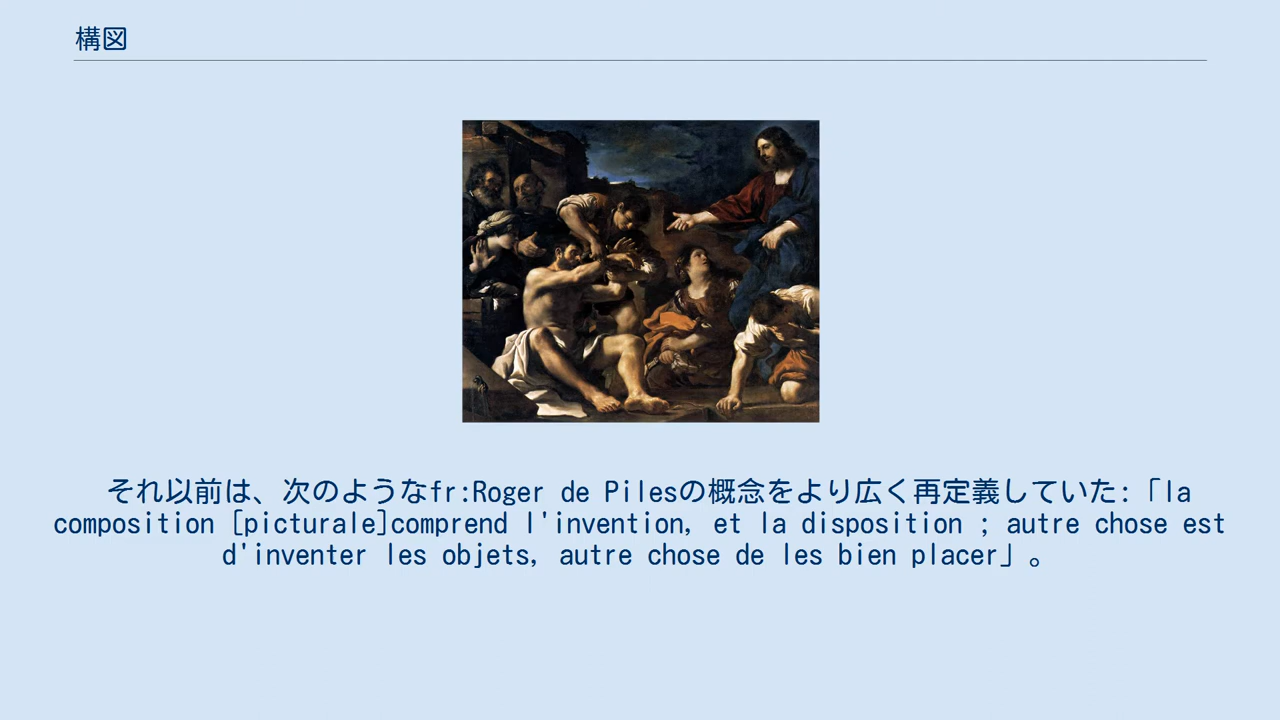 構図
それ以前は、次のようなfr:Roger de Pilesの概念をより広く再定義していた:「la
composition [picturale]comprend l'invention, et la disposition ; autre chose est
d'inventer les objets, autre chose de les bien placer」。